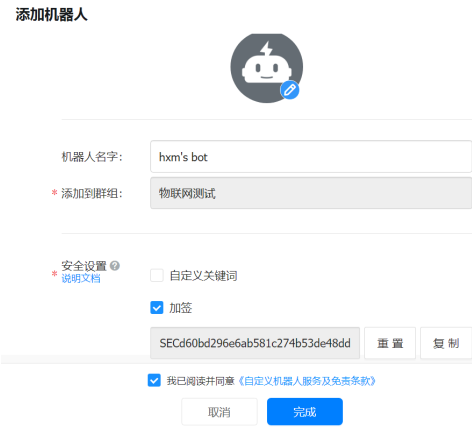 添加机器人
机器人名字：
hxm's bot
* 添加到群组：
物联网测试
安全设置
* 说明文档
自定义关键词
加签
SECd60bd296e6ab581c274b53de48dd
重置
复制
我已阅读并同意《自定义机器人服务及免责条款》
取消
完成